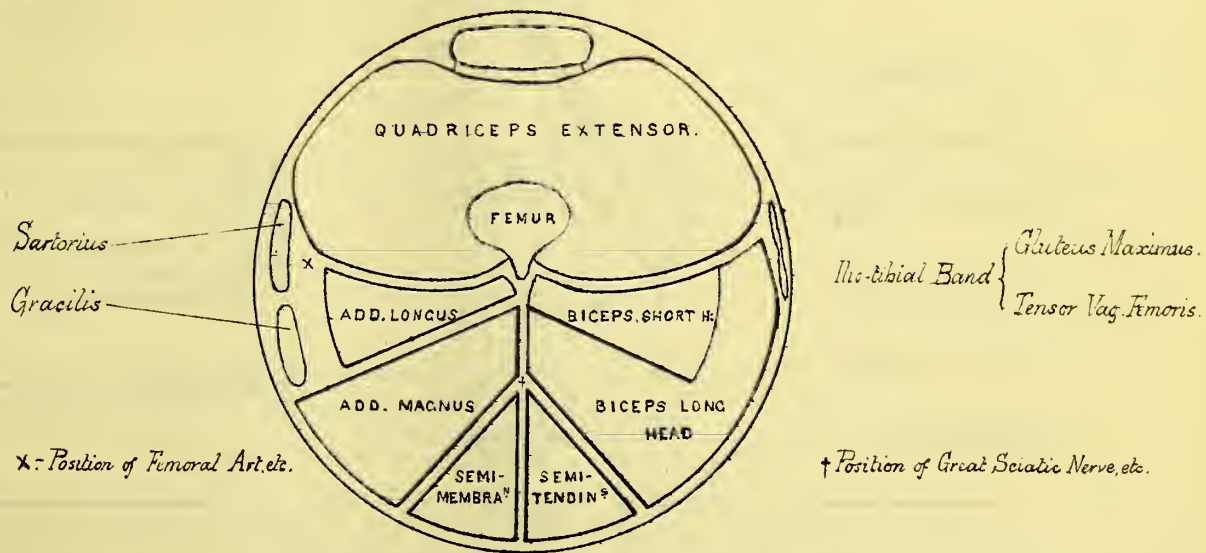 QUADRICEPS EXTENSOR.
FEMUR
Sartorius
Gracilis
Ilio-tibial Band { Gluteus Maximus.
Tensor Vag. Femoris.
ADD. LONGUS
BICEPS, SHORT H:
ADD. MAGNUS
BICEPS LONG
HEAD
SEMI-
MEMBRAN
SEMI-
TENDINS
x - Position of Femoral Art, etc.
† Position of Great Sciatic Nerve, etc.